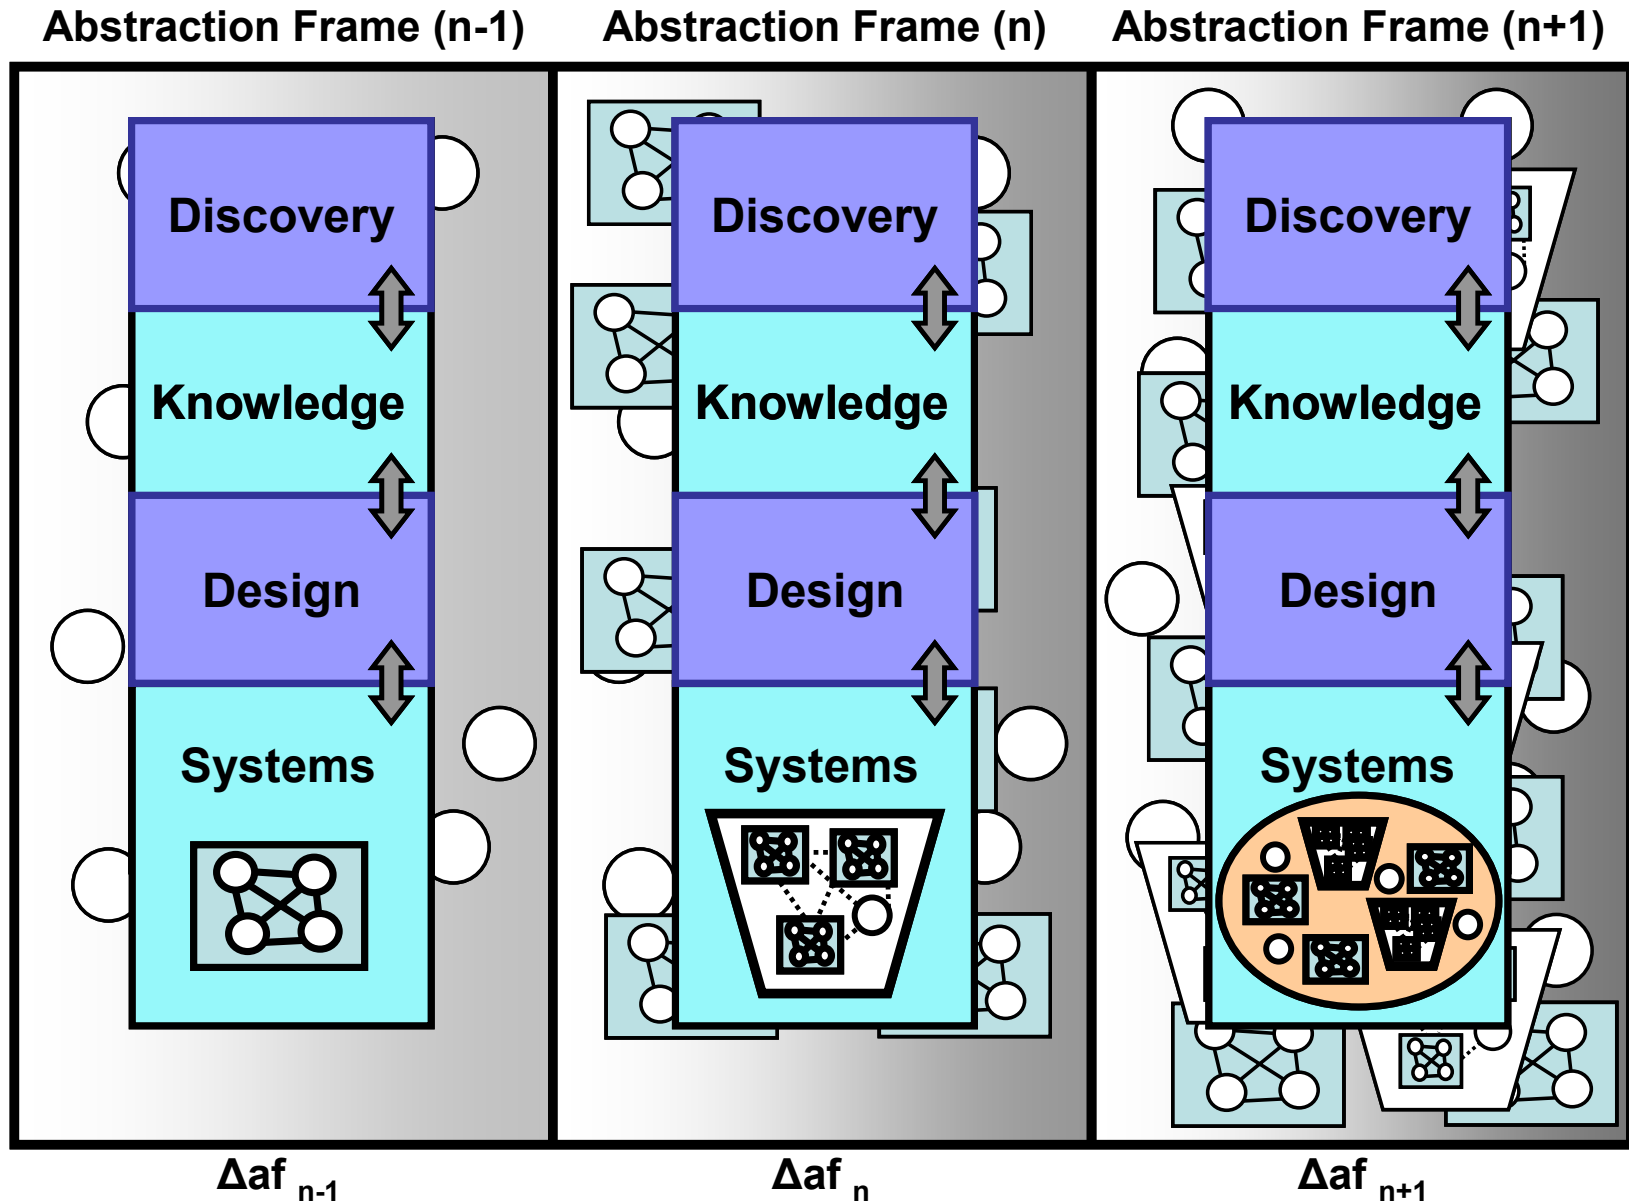 Abstraction Frame (n-1)
Abstraction Frame (n)
Abstraction Frame (n+1)
Discovery
Knowledge
Design
Systems
Discovery
Knowledge
Design
Systems
Discovery
Knowledge
Design
Systems
Δaf n-1
Δaf n
Δaf n+1